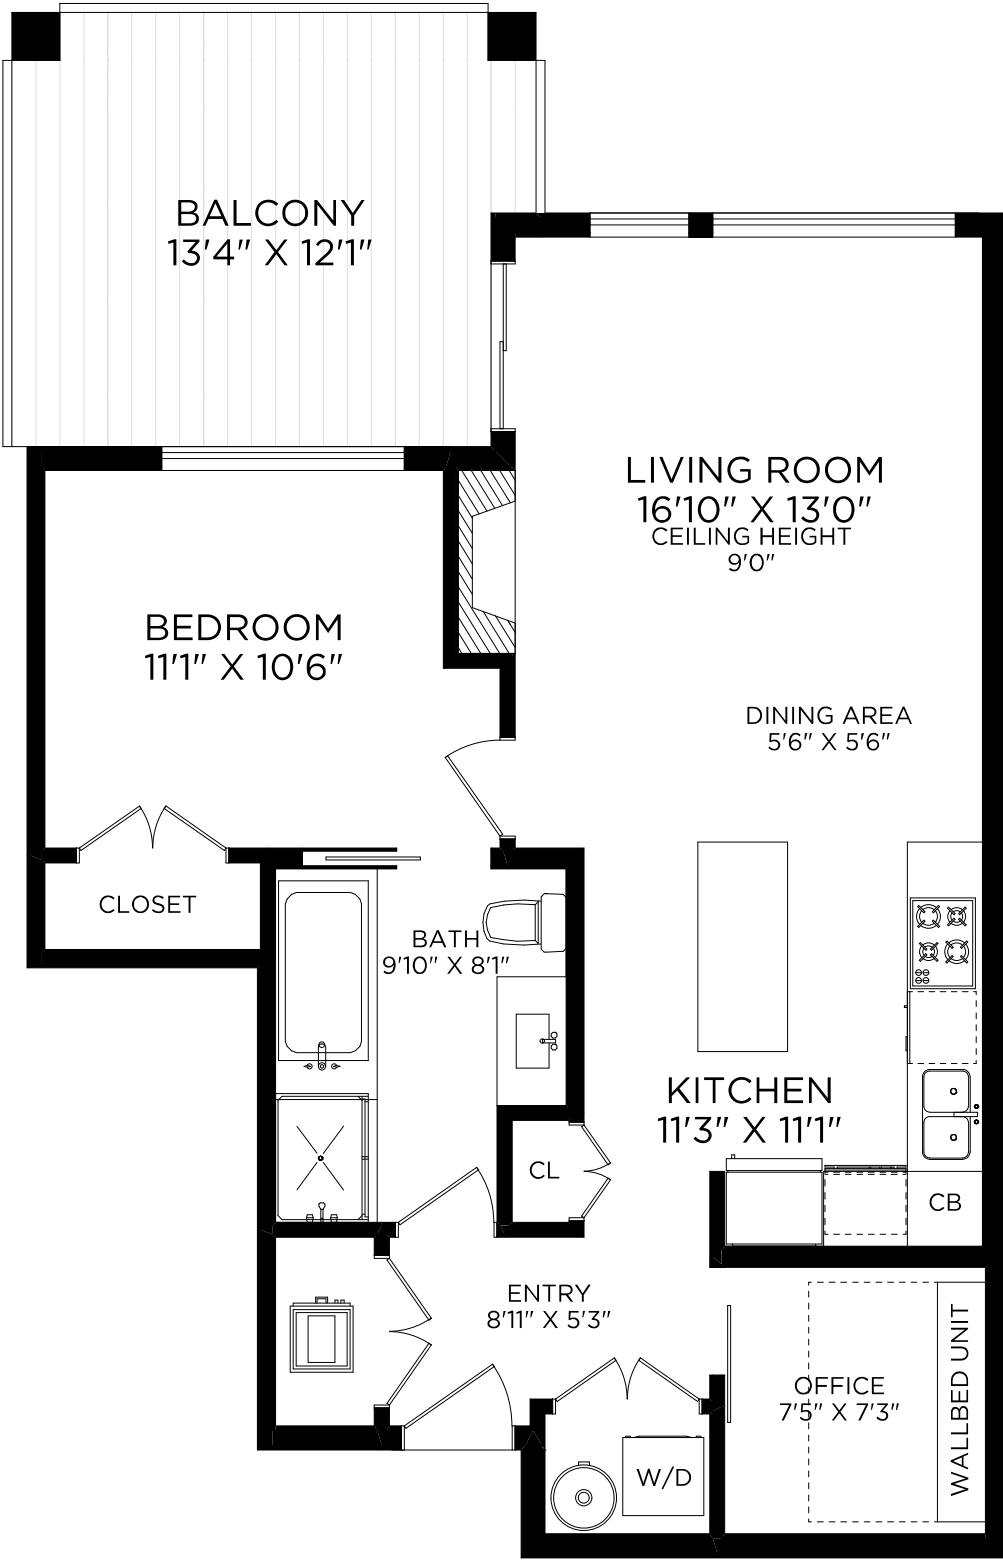 BALCONY
13'4" X 12'1"
LIVING ROOM
16'10" X 13'0"
CEILING HEIGHT
9'0"
BEDROOM
11'1" X 10'6"
DINING AREA
5'6" X 5'6"
CLOSET
BATH
9'10" X 8'1"
KITCHEN
11'3" X 11'1"
CL
CB
ENTRY
8'11" X 5'3"
OFFICE
7'5" X 7'3"
WALLBED UNIT
W/D